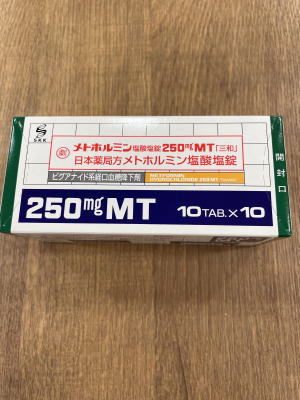 SKK
劇
メトホルミン塩酸塩錠250mgMT「三和」
日本薬局方メトホルミン塩酸塩錠
ビグアナイド系経口血糖降下剤
METFORMIN
HYDROCHLORIDE 250 MT
250mgMT
10TAB.×10
開封口